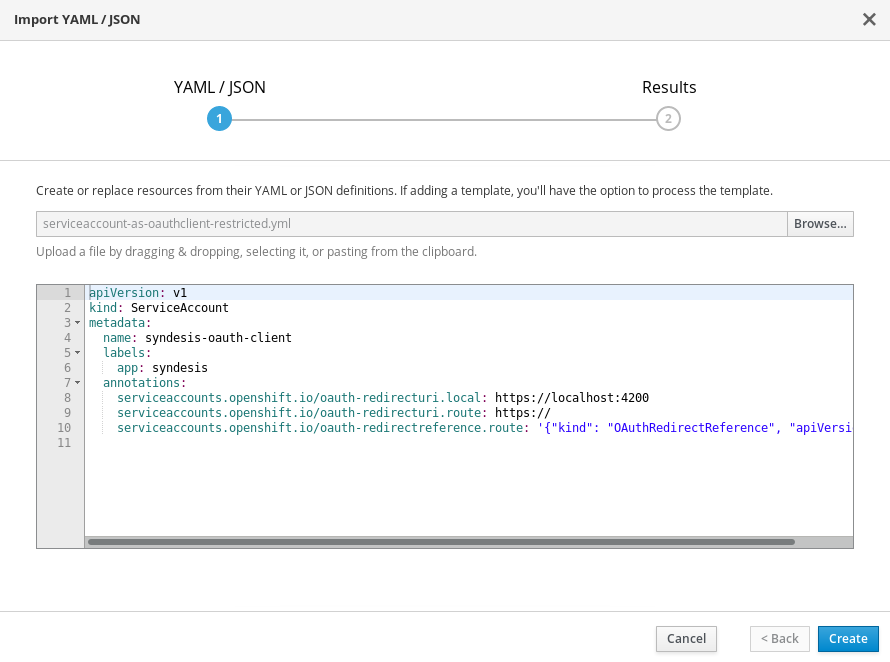 Import YAML / JSON
YAML / JSON
Results
1
2
Create or replace resources from their YAML or JSON definitions. If adding a template, you'll have the option to process the template.
serviceaccount-as-oauthclient-restricted.yml
Browse...
Upload a file by dragging & dropping, selecting it, or pasting from the clipboard.
1 apiVersion: v1
2 kind: ServiceAccount
3 metadata:
4 name: syndesis-oauth-client
5 labels:
6 app: syndesis
7 annotations:
8 serviceaccounts.openshift.io/oauth-redirecturi.local: https://localhost:4200
9 serviceaccounts.openshift.io/oauth-redirecturi.route: https://
10 serviceaccounts.openshift.io/oauth-redirectreference.route: '{"kind": "OAuthRedirectReference", "apiVersi
11
Cancel
< Back
Create